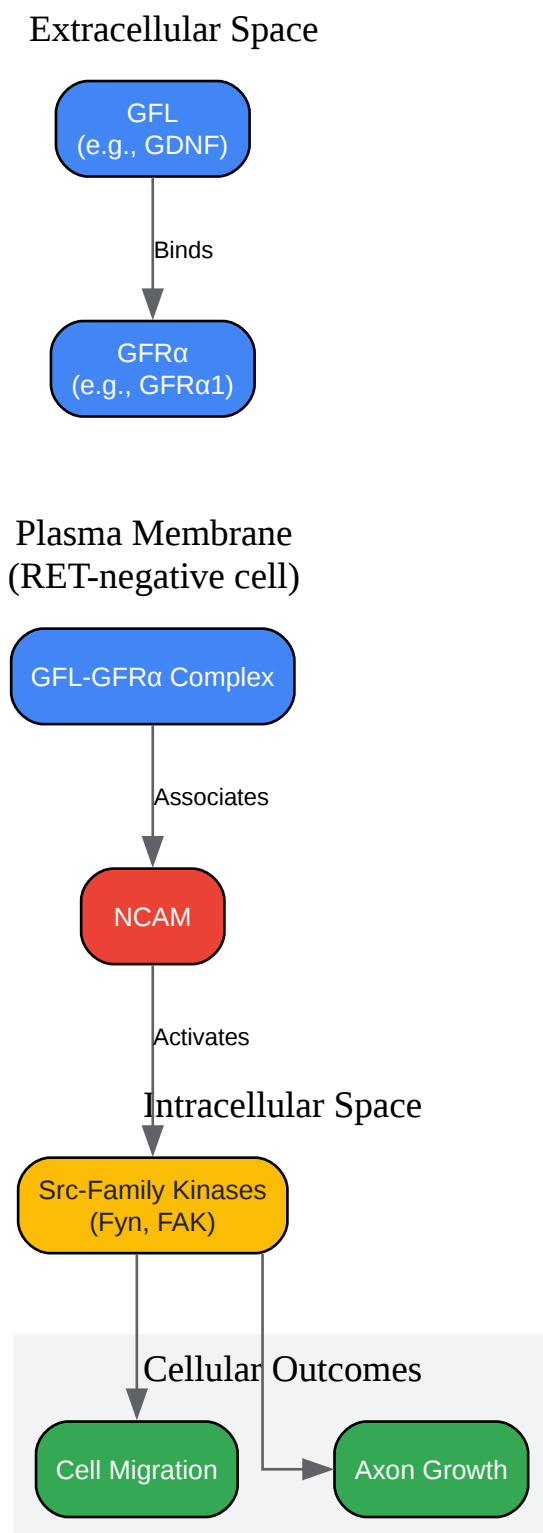 Extracellular Space
GFL
(e.g., GDNF)
Binds
GFRα
(e.g., GFRα1)
Plasma Membrane
(RET-negative cell)
GFL-GFRα Complex
Associates
NCAM
Activates
Intracellular Space
Src-Family Kinases
(Fyn, FAK)
Cellular Outcomes
Cell Migration
Axon Growth